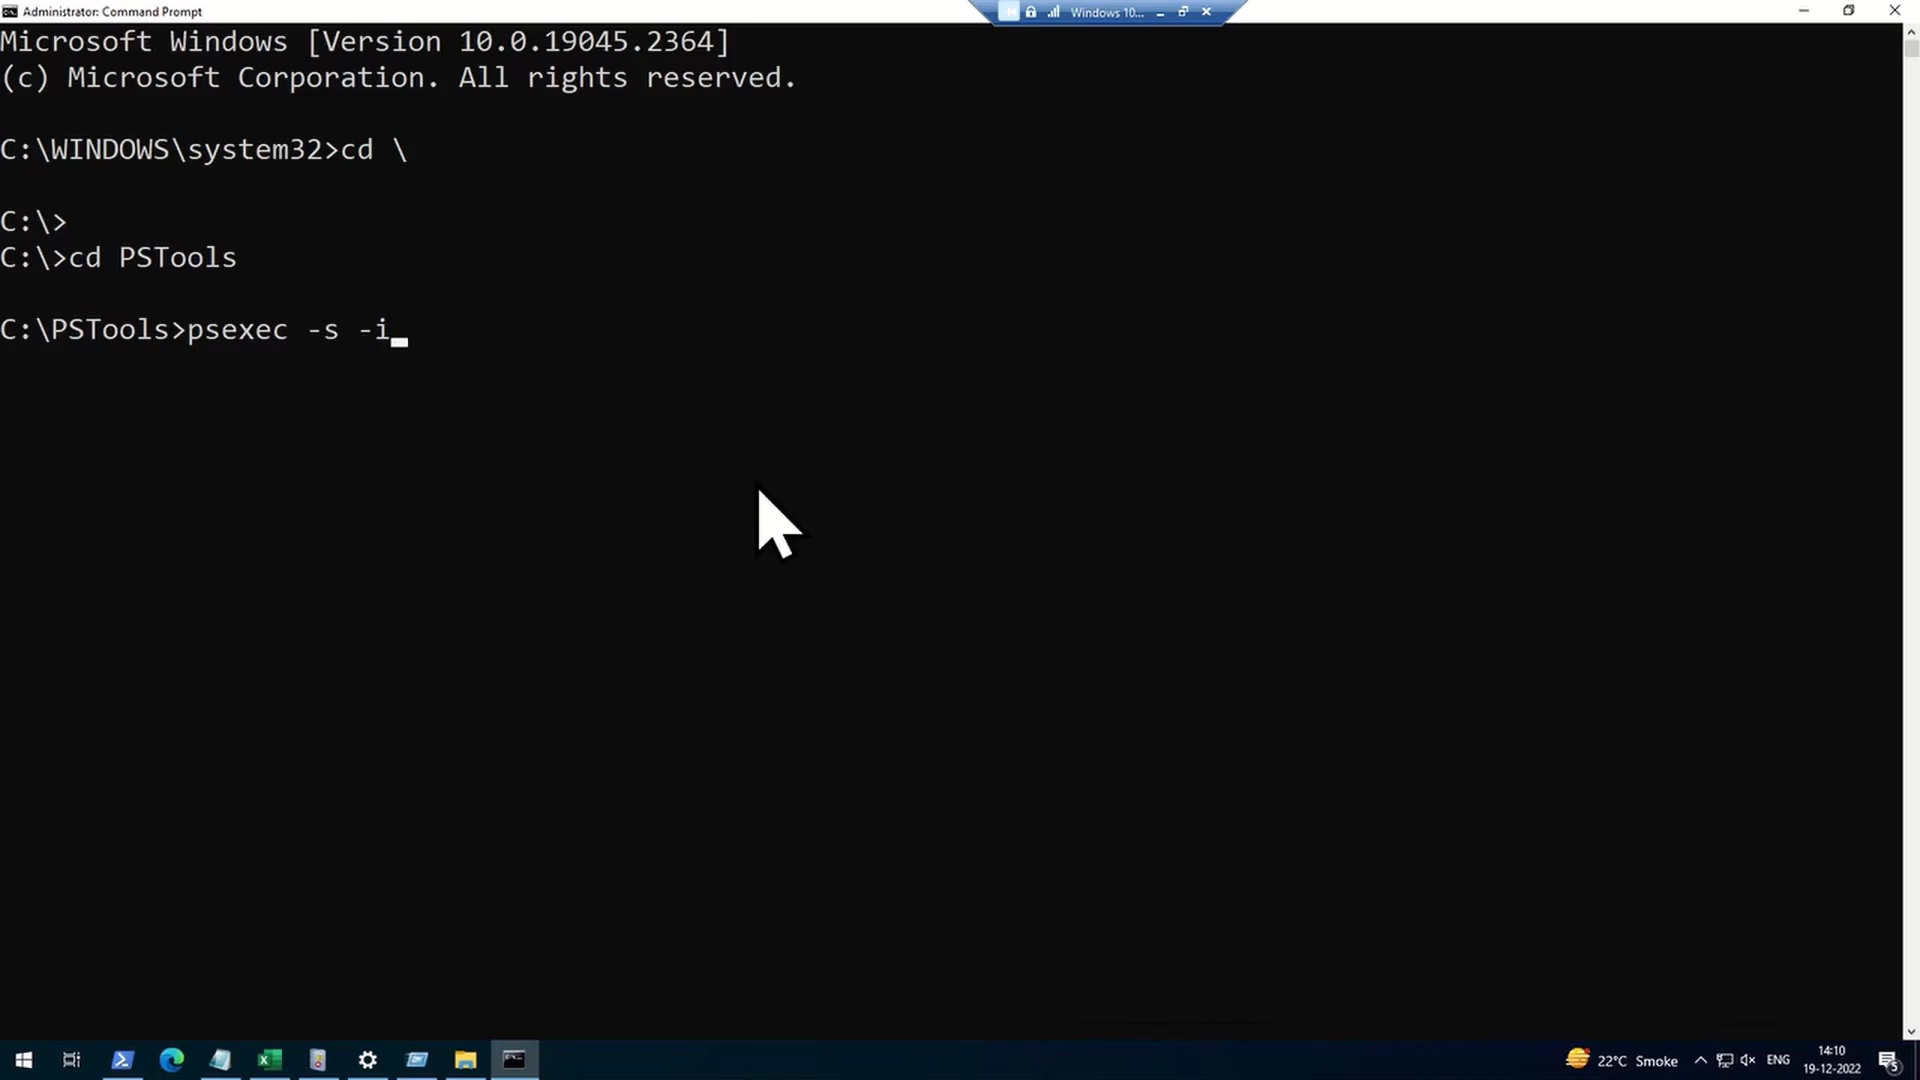 Administrator: Command Prompt
Windows 10...
Microsoft Windows [Version 10.0.19045.2364]
(c) Microsoft Corporation. All rights reserved.
C:\WINDOWS\system32>cd \
C:\>
C:\>cd PSTools
C:\PSTools>psexec -s -i
22°C Smoke
ENG
14:10
19-12-2022
5